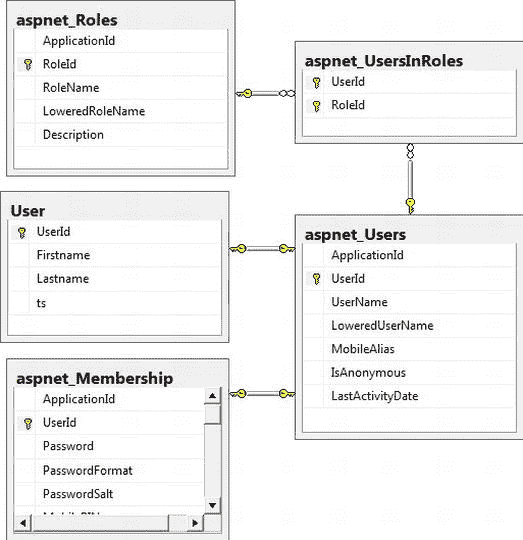 aspnet_Roles
ApplicationId
RoleId
RoleName
LoweredRoleName
Description
aspnet_UsersInRoles
UserId
RoleId
User
UserId
Firstname
Lastname
ts
aspnet_Users
ApplicationId
UserId
UserName
LoweredUserName
MobileAlias
IsAnonymous
LastActivityDate
aspnet_Membership
ApplicationId
UserId
Password
PasswordFormat
PasswordSalt